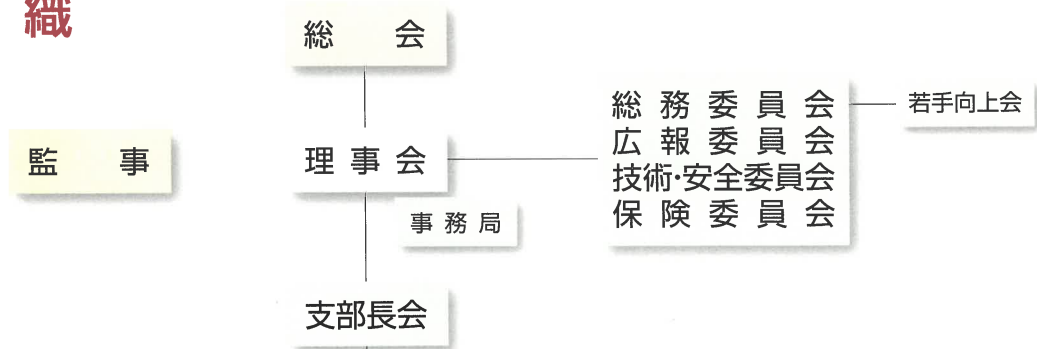 織
総　会
監　事
理事会
事務局
総務委員会
広報委員会
技術・安全委員会
保険委員会
若手向上会
支部長会